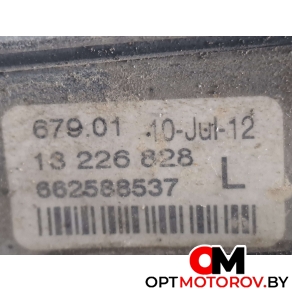 679.01 10-Jul-12
13 226 828
662588537 L
OPTMOTOROV.BY